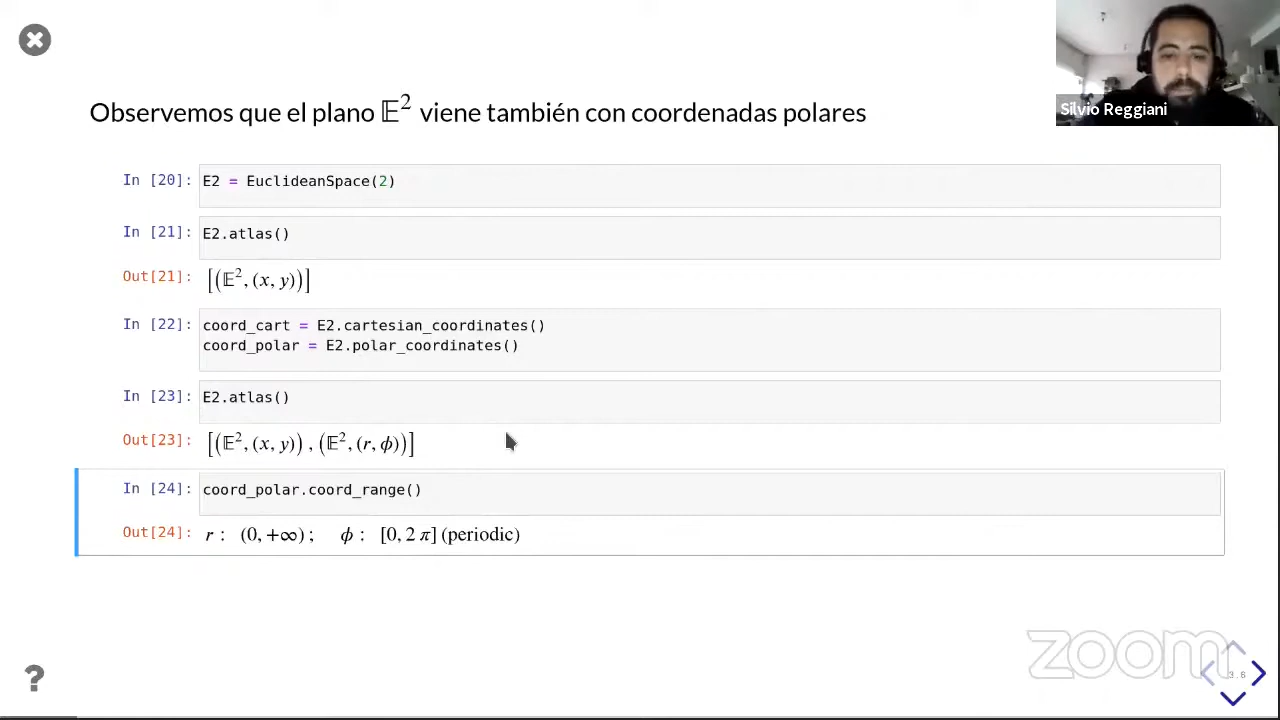 Silvio Reggiani
Observemos que el plano 𝔼² viene también con coordenadas polares
In [20]: E2 = EuclideanSpace(2)
In [21]: E2.atlas()
Out[21]: [(𝔼², (x, y))]
In [22]: coord_cart = E2.cartesian_coordinates()
coord_polar = E2.polar_coordinates()
In [23]: E2.atlas()
Out[23]: [(𝔼², (x, y)) , (𝔼², (r, ϕ))]
In [24]: coord_polar.coord_range()
Out[24]: r : (0, +∞) ; ϕ : [0, 2 π] (periodic)
zoom
?